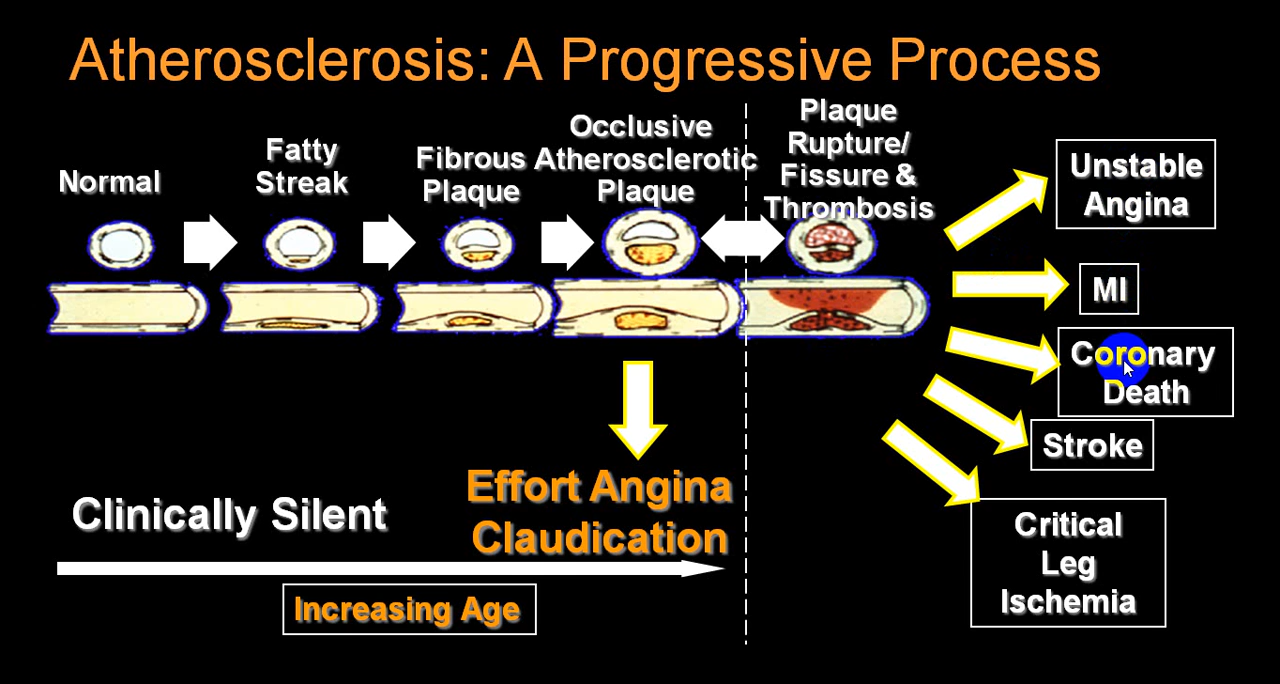 Atherosclerosis: A Progressive Process
Normal
Fatty
Streak
Fibrous
Plaque
Occlusive
Atherosclerotic
Plaque
Plaque
Rupture/
Fissure &
Thrombosis
Unstable
Angina
MI
Coronary
Death
Stroke
Critical
Leg
Ischemia
Effort Angina
Claudication
Clinically Silent
Increasing Age